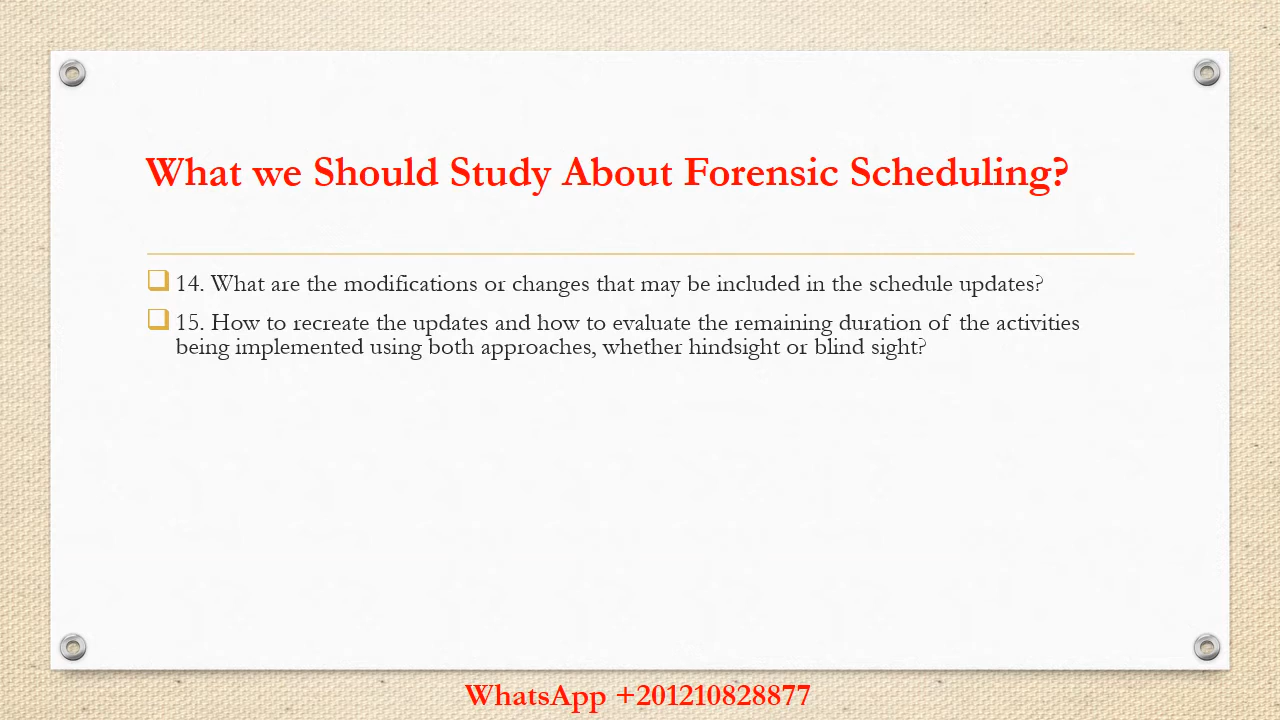 What we Should Study About Forensic Scheduling?
14. What are the modifications or changes that may be included in the schedule updates?
15. How to recreate the updates and how to evaluate the remaining duration of the activities
being implemented using both approaches, whether hindsight or blind sight?
WhatsApp +201210828877